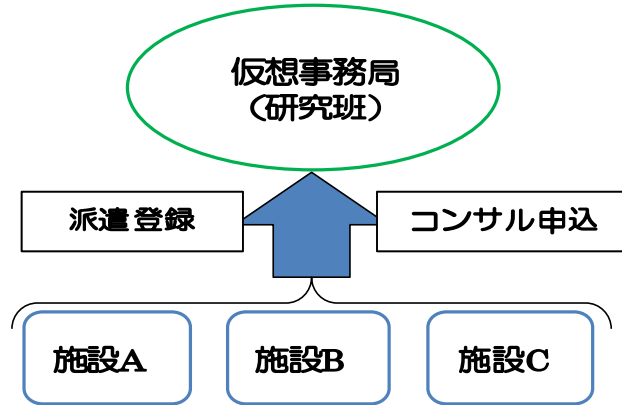 仮想事務局
(研究班)
派遣登録
コンサル申込
施設A
施設B
施設C